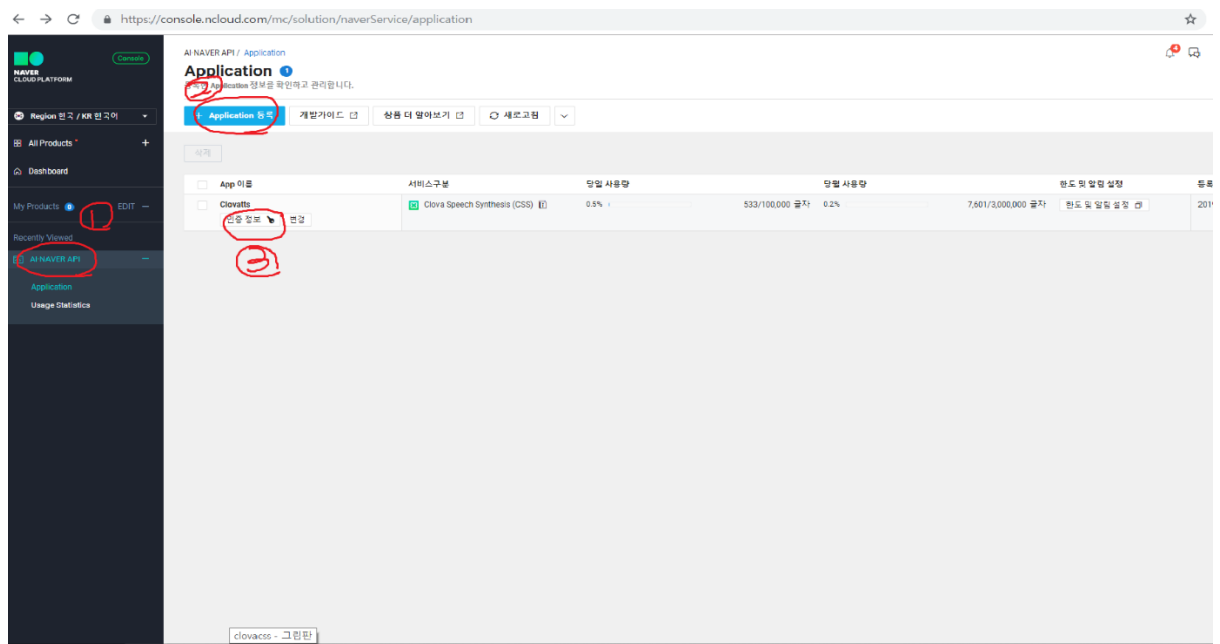 https://console.ncloud.com/mc/solution/naverService/application
NAVER
CLOUD PLATFORM
Console
Region 한국 / KR 한국어
All Products
Dashboard
My Products 0 EDIT
1
Recently Viewed
AI·NAVER API
Application
Usage Statistics
AI·NAVER API / Application
Application 1
2
Application 정보를 확인하고 관리합니다.
4
+ Application 등록
개발가이드
상품 더 알아보기
새로고침
삭제
App 이름 서비스구분 당일 사용량 당월 사용량 한도 및 알림 설정 등록
Clovatts Clova Speech Synthesis (CSS) 0.5% 533/100,000 글자 0.2% 7,601/3,000,000 글자 한도 및 알림 설정 201
인증 정보 변경
3
clovacss - 그림판